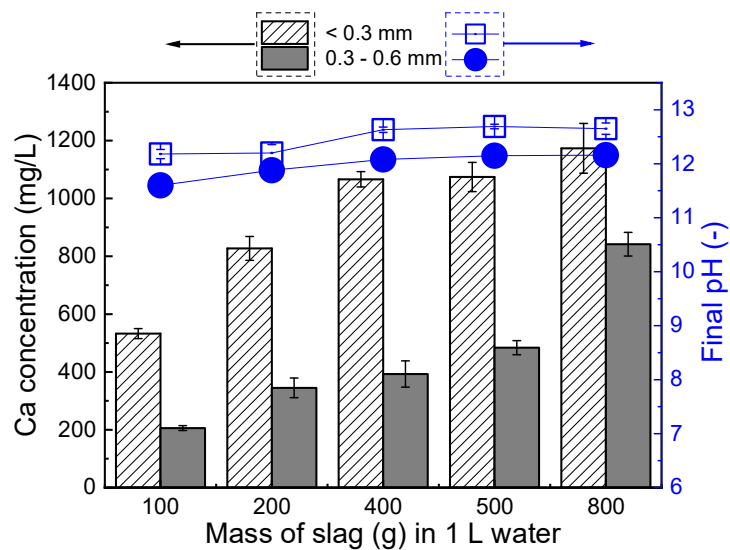 < 0.3 mm
0.3 - 0.6 mm
1400
1200
1000
800
600
400
200
0
Ca concentration (mg/L)
13
12
11
10
9
8
7
6
Final pH (-)
100 200 400 500 800
Mass of slag (g) in 1 L water